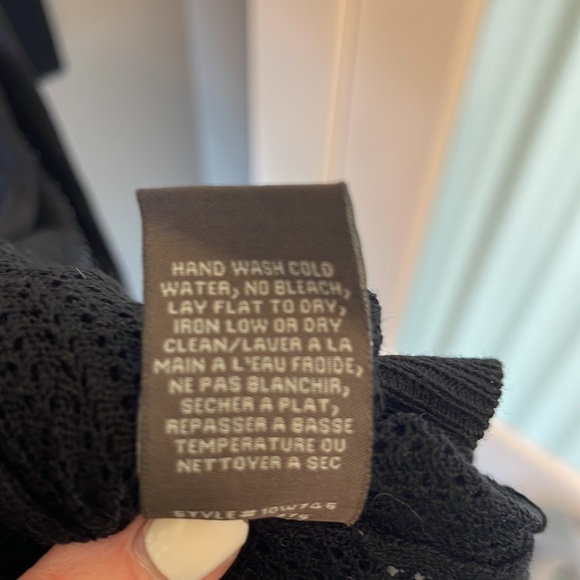 HAND WASH COLD
WATER, NO BLEACH,
LAY FLAT TO DRY,
IRON LOW OR DRY
CLEAN/LAVER A LA
MAIN A L'EAU FROIDE,
NE PAS BLANCHIR,
SECHER A PLAT,
REPASSER A BASSE
TEMPERATURE OU
NETTOYER A SEC
STYLE#